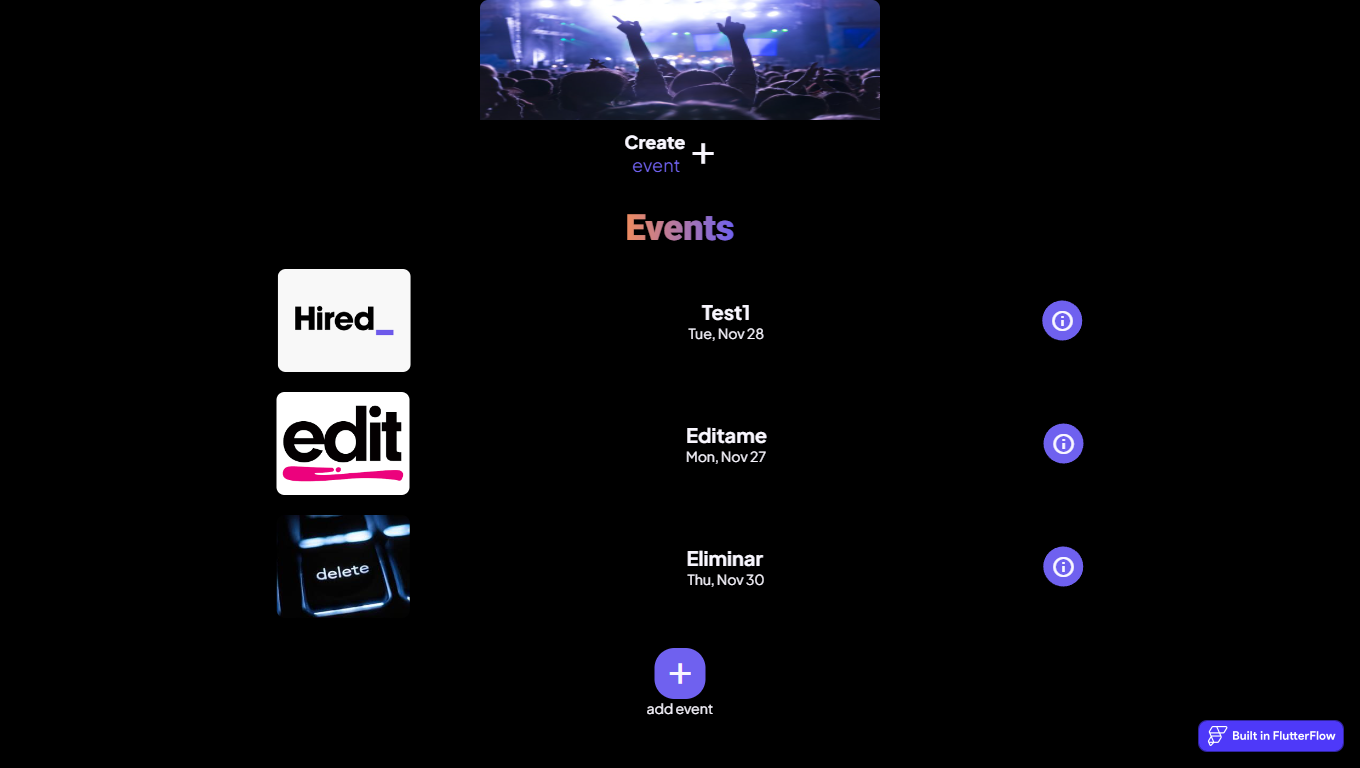 Create
event
Events
Hired_
Test1
Tue, Nov 28
edit
Editame
Mon, Nov 27
delete
Eliminar
Thu, Nov 30
add event
Built in FlutterFlow